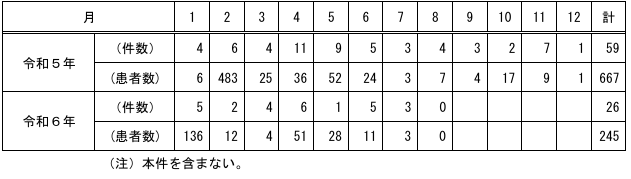 月 1 2 3 4 5 6 7 8 9 10 11 12 計
令和５年 （件数） 4 6 4 11 9 5 3 4 3 2 7 1 59
（患者数） 6 483 25 36 52 24 3 7 4 17 9 1 667
令和６年 （件数） 5 2 4 6 1 5 3 0 26
（患者数） 136 12 4 51 28 11 3 0 245
（注）本件を含まない。